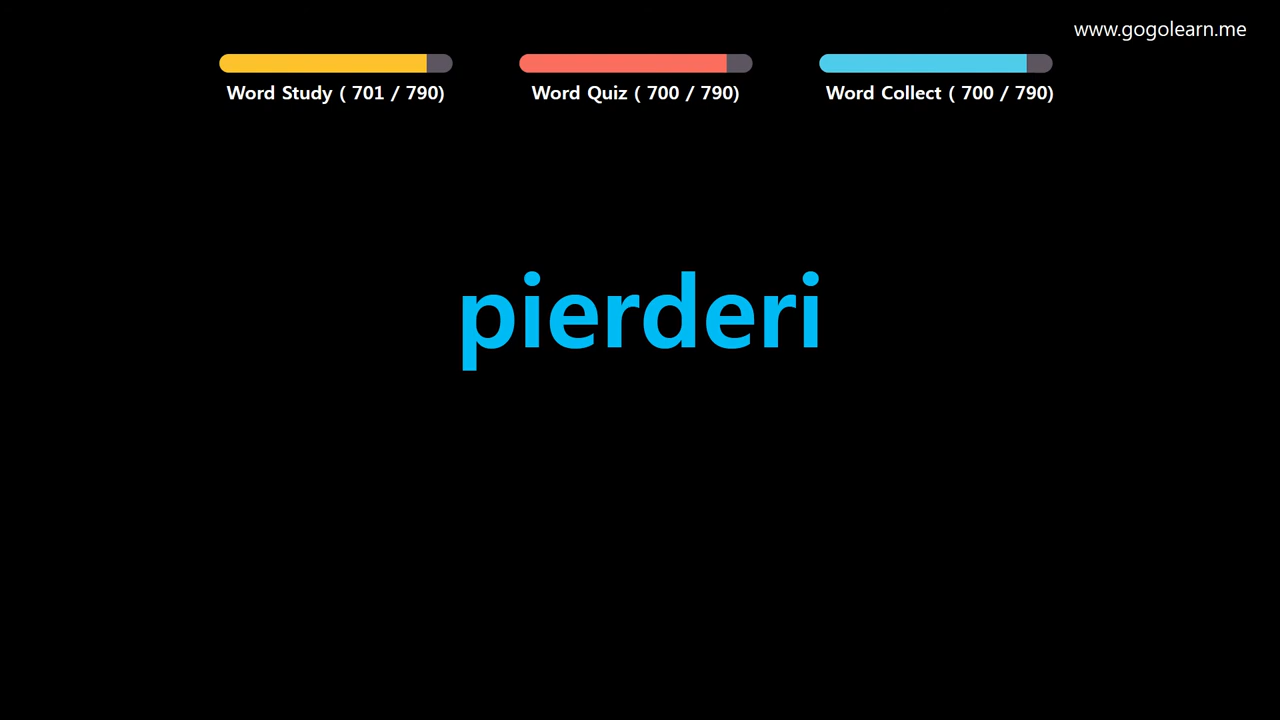 www.gogolearn.me
Word Study ( 701 / 790)
Word Quiz ( 700 / 790)
Word Collect ( 700 / 790)
pierderi